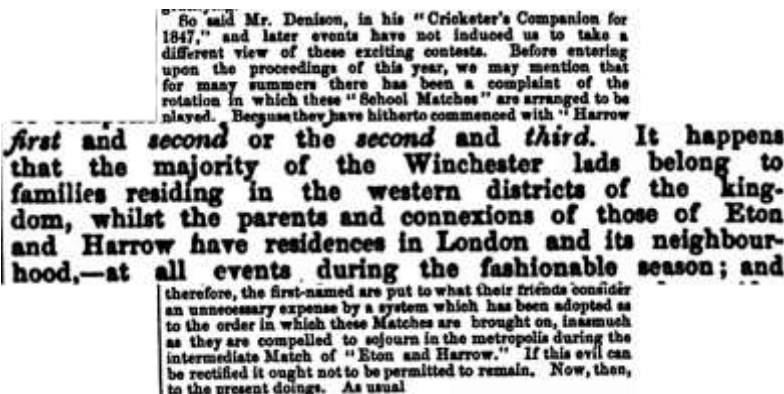 So said Mr. Denison, in his "Cricketer's Companion for
1847," and later events have not induced us to take a
different view of these exciting contests. Before entering
upon the proceedings of this year, we may mention that
for many summers there has been a complaint of the
rotation in which these "School Matches" are arranged to be
played. Because they have hitherto commenced with "Harrow
first and second or the second and third. It happens
that the majority of the Winchester lads belong to
families residing in the western districts of the king-
dom, whilst the parents and connexions of those of Eton
and Harrow have residences in London and its neighbour-
hood,—at all events during the fashionable season; and
therefore, the first-named are put to what their friends consider
an unnecessary expense by a system which has been adopted as
to the order in which these Matches are brought on, inasmuch
as they are compelled to sojourn in the metropolis during the
intermediate Match of "Eton and Harrow." If this evil can
be rectified it ought not to be permitted to remain. Now, then,
to the present doings. As usual